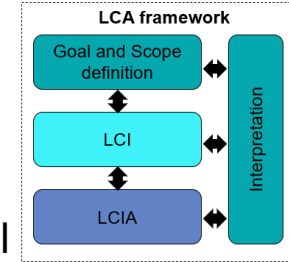 LCA framework
Goal and Scope
definition
LCI
LCIA
Interpretation